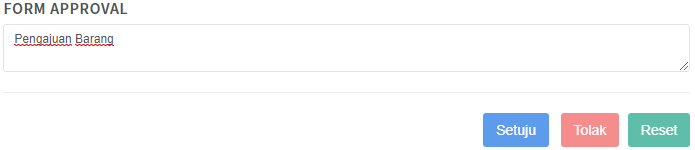 FORM APPROVAL
Pengajuan Barang
Setuju Tolak Reset